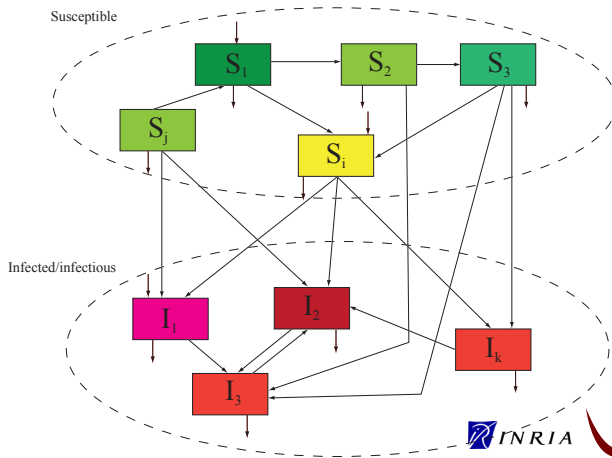 Susceptible
S₁
S₂
S₃
Sⱼ
Sᵢ
Infected/infectious
I₁
I₂
I₃
Iₖ
INRIA